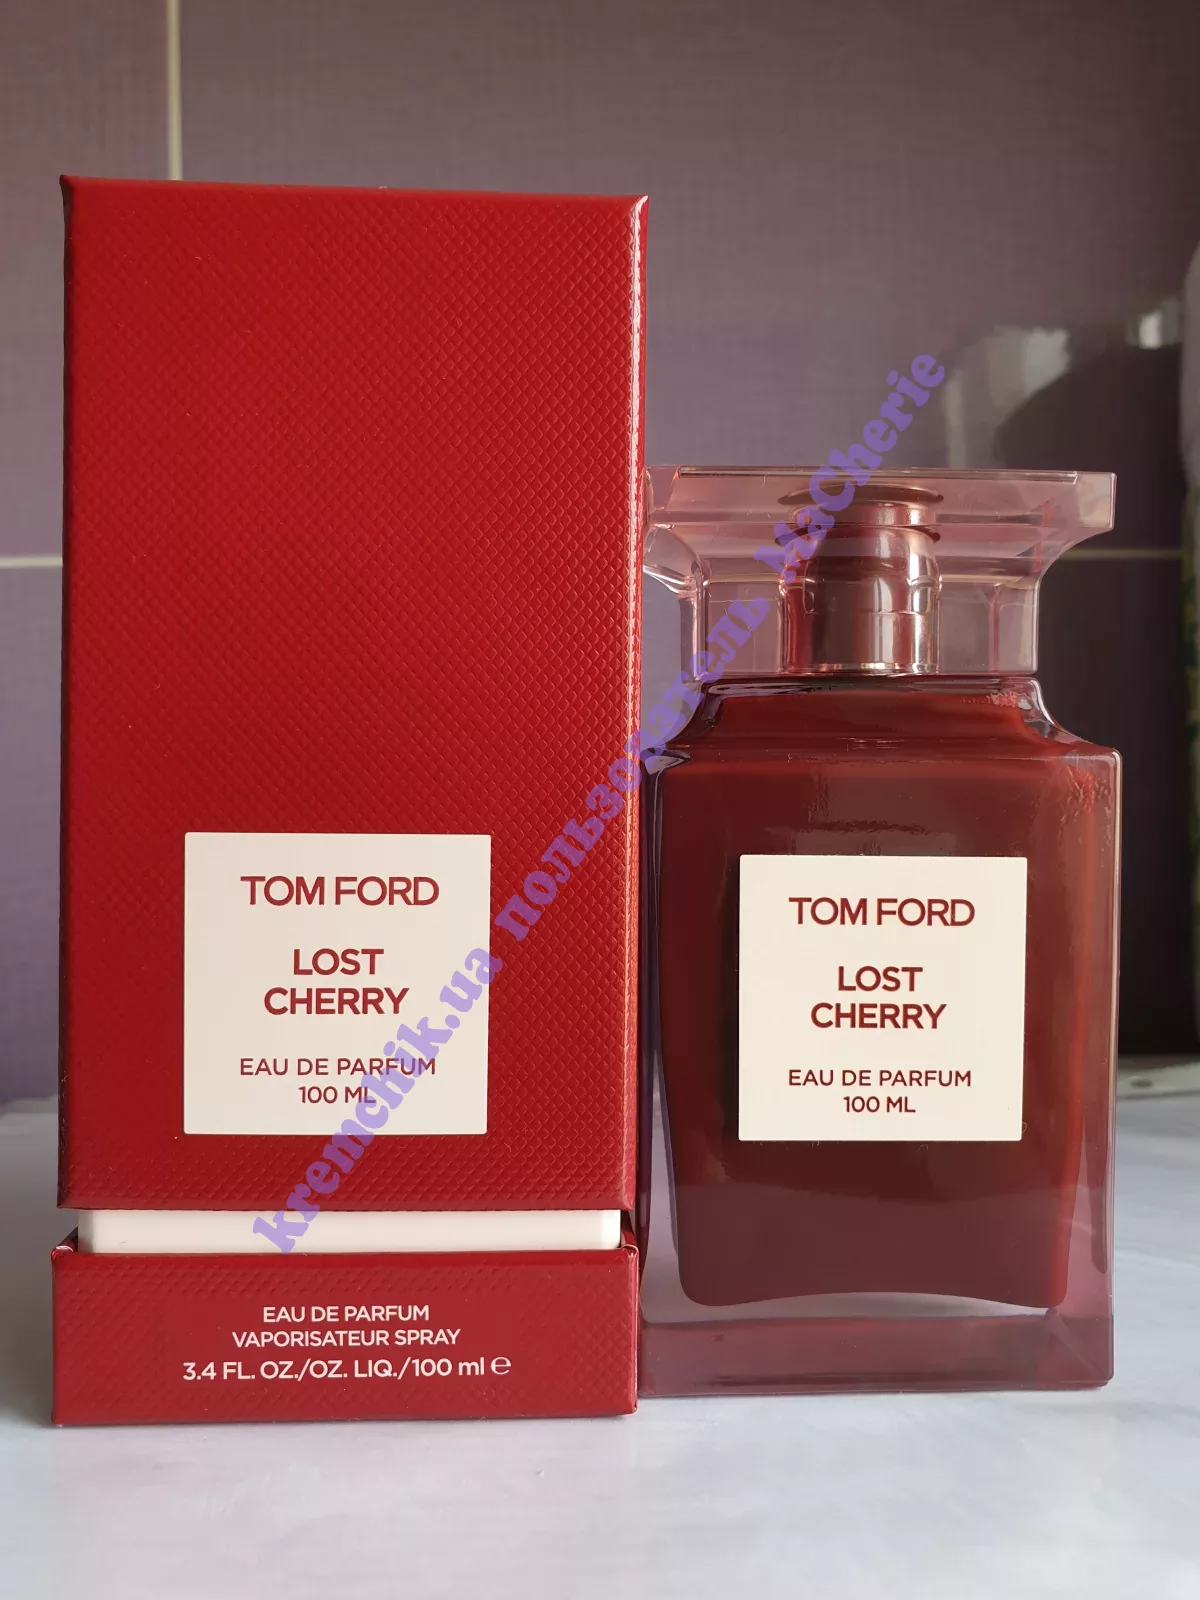 TOM FORD
LOST
CHERRY
EAU DE PARFUM
100 ML
EAU DE PARFUM
VAPORISATEUR SPRAY
3.4 FL. OZ./OZ. LIQ./100 ml ℮
TOM FORD
LOST
CHERRY
EAU DE PARFUM
100 ML
kremchik.ua пользователь MaCherie